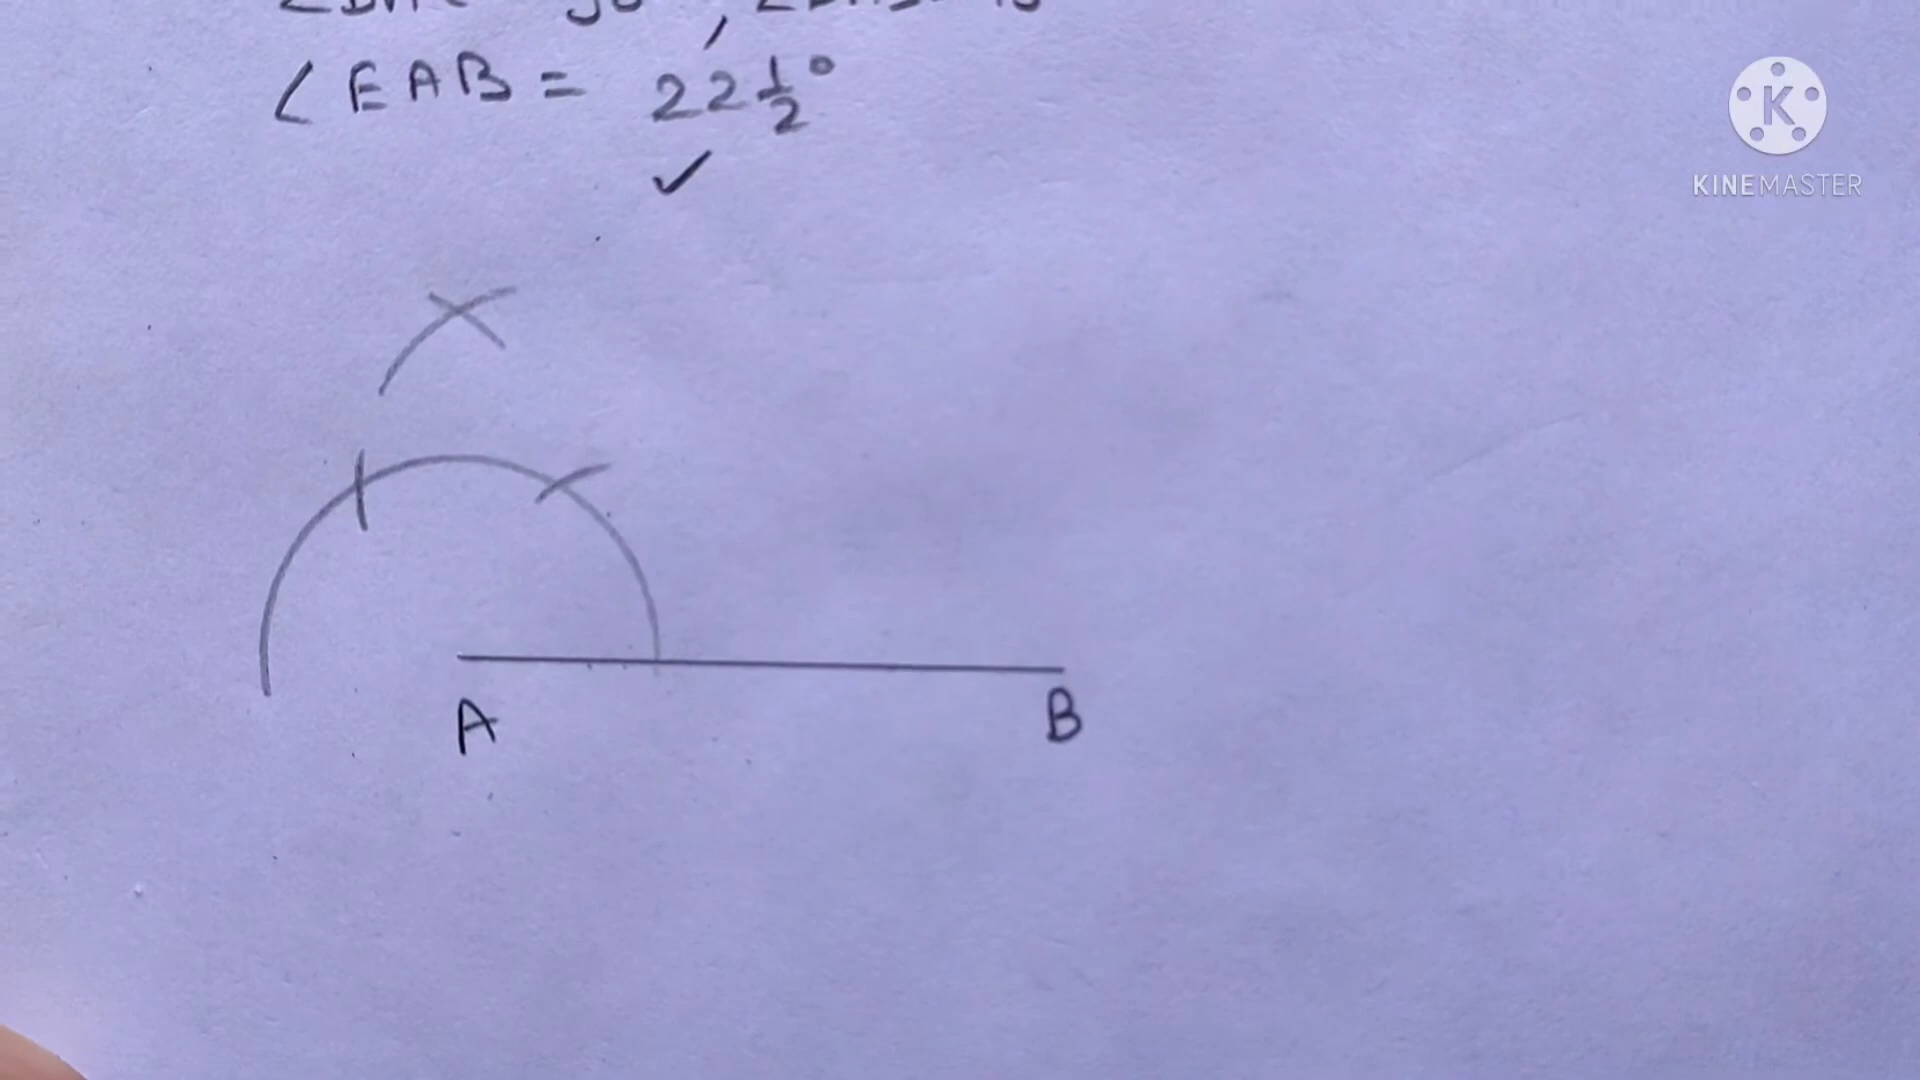 ∠EAB = 22½°
A
B
K
KINEMASTER